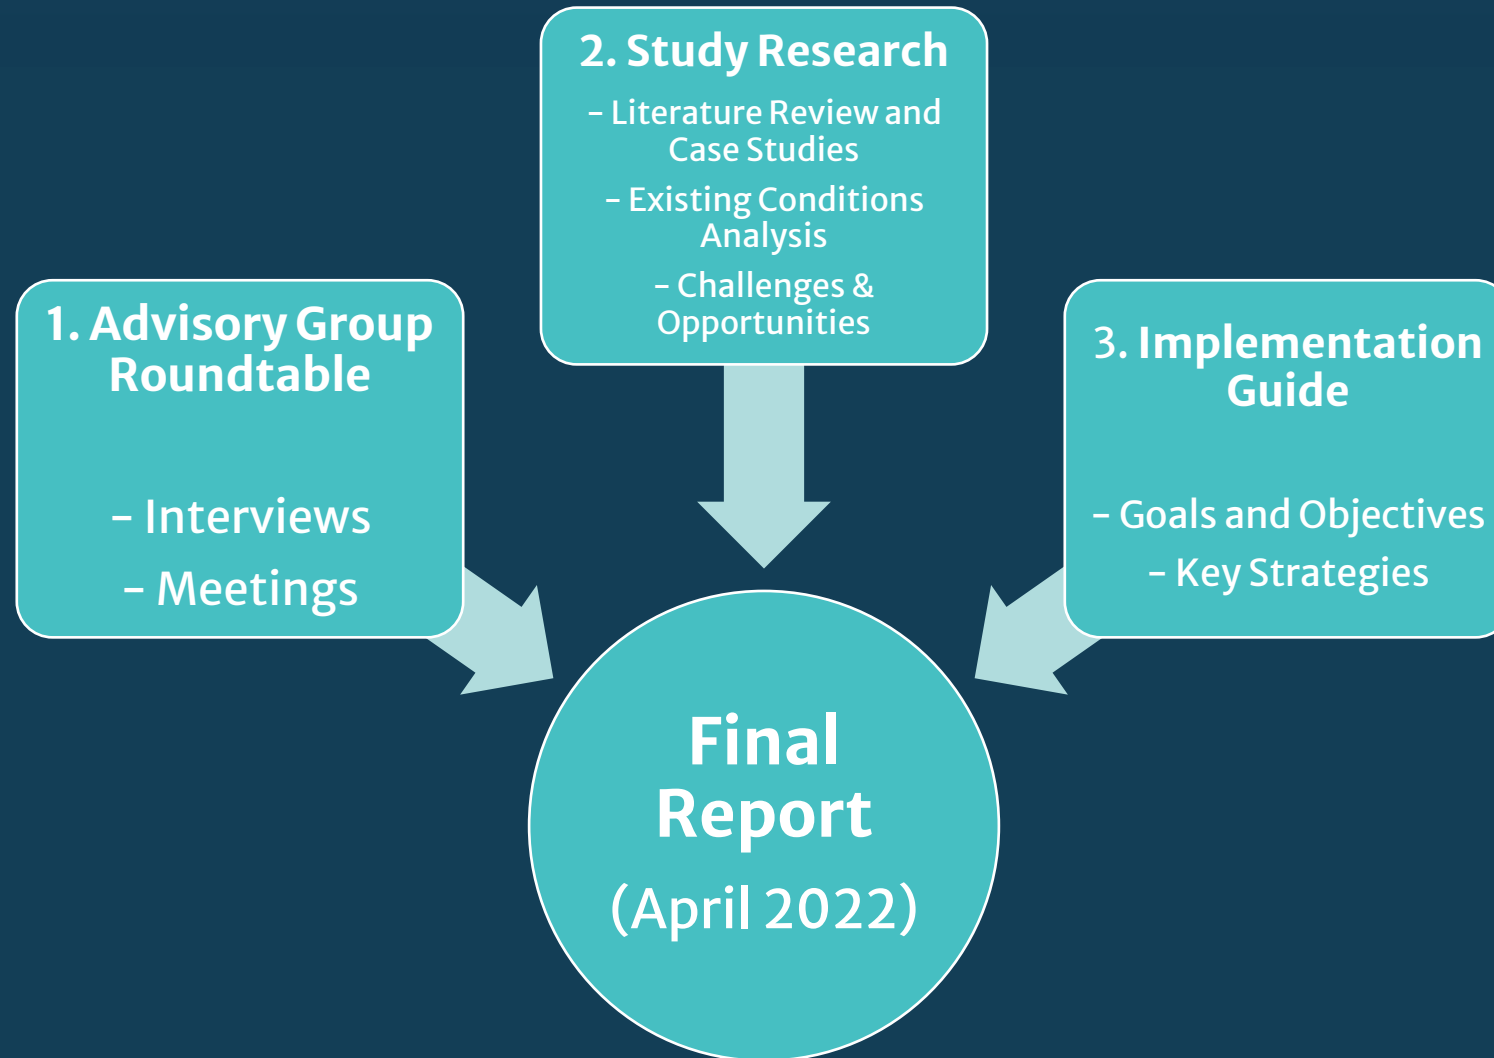 1. Advisory Group
Roundtable
– Interviews
– Meetings
2. Study Research
– Literature Review and
Case Studies
– Existing Conditions
Analysis
– Challenges &
Opportunities
3. Implementation
Guide
– Goals and Objectives
– Key Strategies
Final
Report
(April 2022)